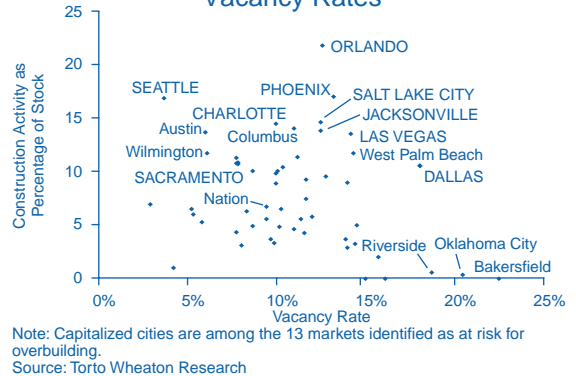 Vacancy Rates
Construction Activity as
Percentage of Stock
25
20
15
10
5
0
ORLANDO
SEATTLE
PHOENIX
SALT LAKE CITY
CHARLOTTE
JACKSONVILLE
Austin
Columbus
LAS VEGAS
Wilmington
West Palm Beach
SACRAMENTO
DALLAS
Nation
Riverside
Oklahoma City
Bakersfield
0%
5%
10%
15%
20%
25%
Vacancy Rate
Note: Capitalized cities are among the 13 markets identified as at risk for
overbuilding.
Source: Torto Wheaton Research